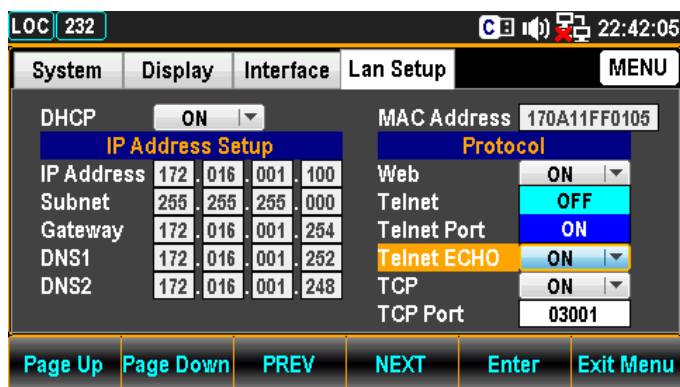 LOC 232 C 22:42:05
System Display Interface Lan Setup MENU
DHCP ON
IP Address Setup
IP Address 172 . 016 . 001 . 100
Subnet 255 . 255 . 255 . 000
Gateway 172 . 016 . 001 . 254
DNS1 172 . 016 . 001 . 252
DNS2 172 . 016 . 001 . 248
MAC Address 170A11FF0105
Protocol
Web ON
Telnet OFF
Telnet Port ON
Telnet ECHO ON
TCP ON
TCP Port 03001
Page Up Page Down PREV NEXT Enter Exit Menu